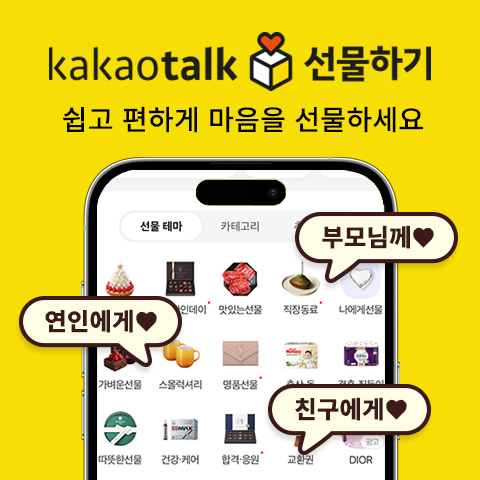 kakaotalk 선물하기
쉽고 편하게 마음을 선물하세요
선물 테마 카테고리
부모님께
맛있는선물 직장동료 나에게선물
연인에게
가벼운선물 스몰럭셔리 명품선물
친구에게
광고
따뜻한선물 건강·케어 합격·응원 교환권 DIOR